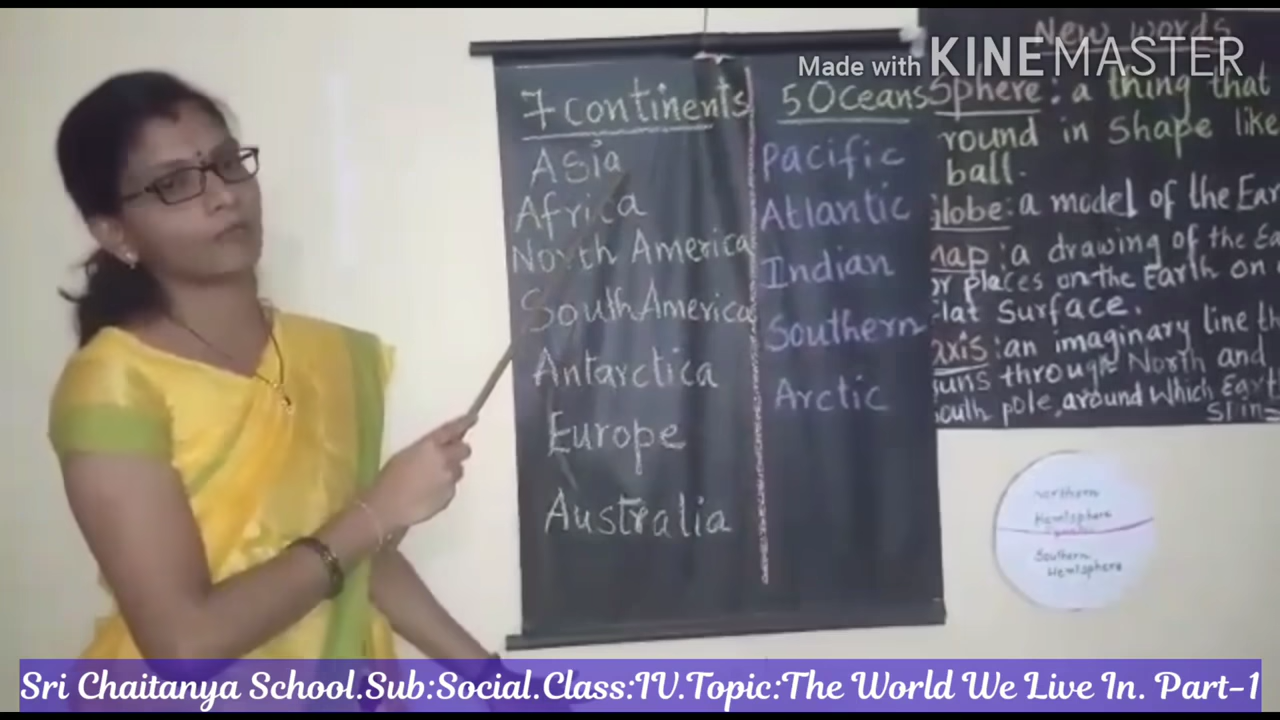 Made with KINEMASTER
7 continents
Asia
Africa
North America
South America
Antarctica
Europe
Australia
5 Oceans
Pacific
Atlantic
Indian
Southern
Arctic
New words
Sphere: a thing that
round in Shape like
ball.
globe: a model of the Ear
map: a drawing of the Ea
or places on the Earth on
flat Surface.
axis: an imaginary line th
runs through North and
South pole, around Which Eart
Northern
Hemisphere
Southern
Hemisphere
Sri Chaitanya School.Sub:Social.Class:IV.Topic:The World We Live In. Part-1